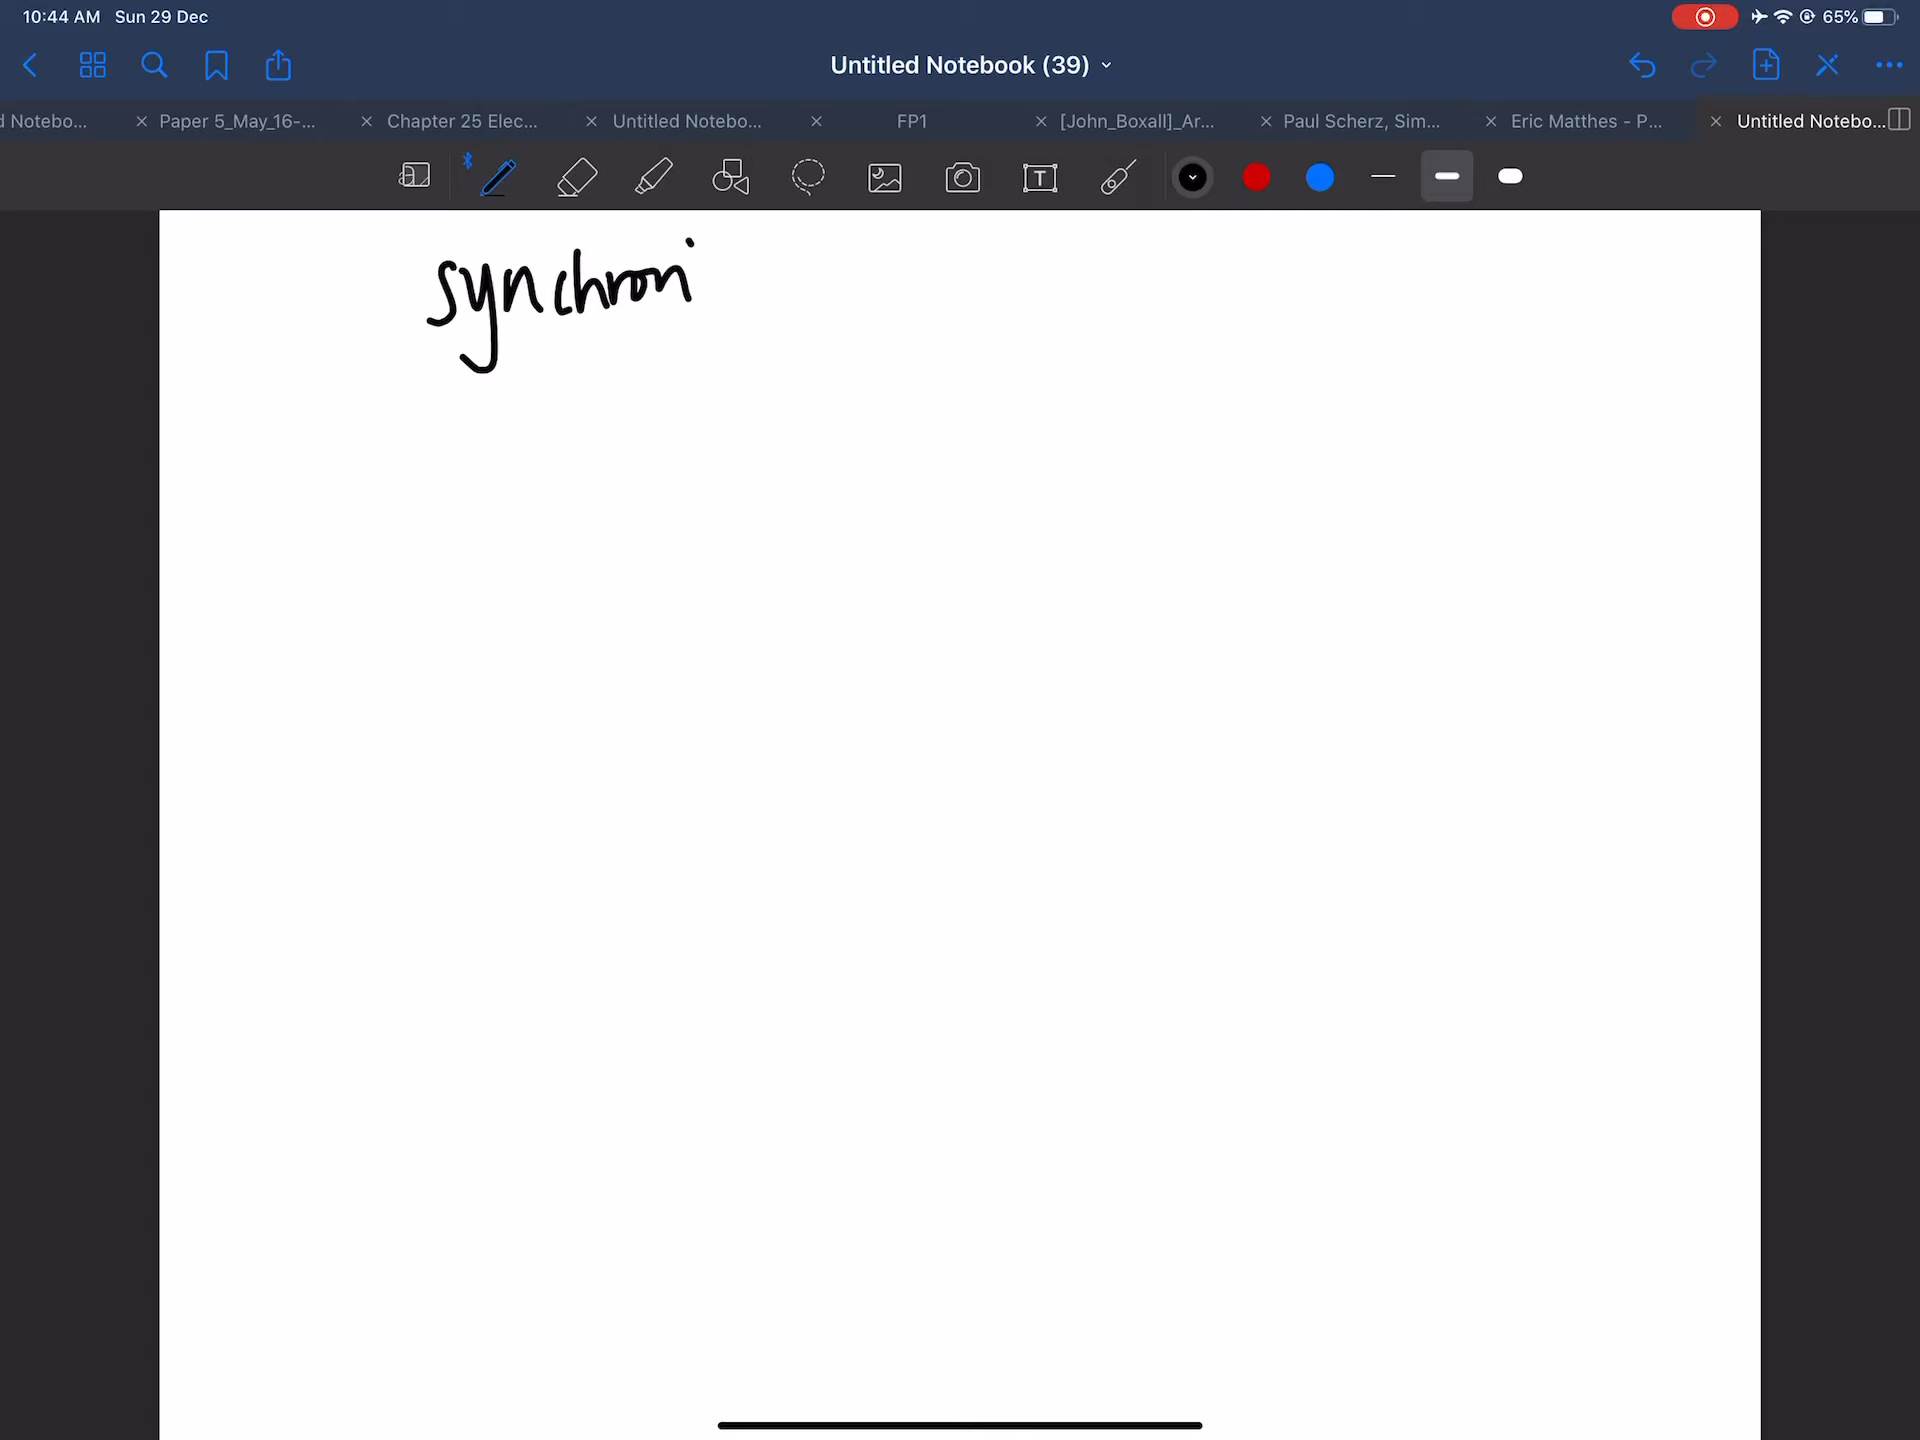 10:44 AM Sun 29 Dec 65%
Untitled Notebook (39)
d Notebo... Paper 5_May_16-... Chapter 25 Elec... Untitled Notebo... FP1 [John_Boxall]_Ar... Paul Scherz, Sim... Eric Matthes - P... Untitled Notebo...
T
synchron